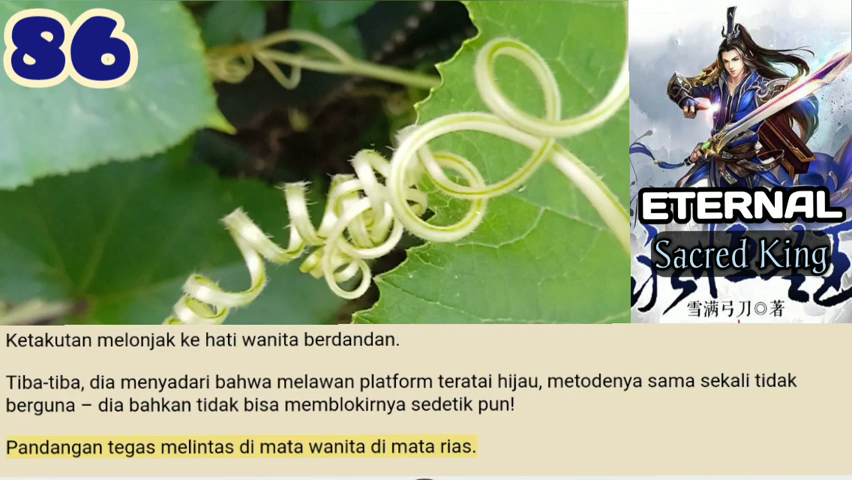 86
ETERNAL
Sacred King
雪满弓刀◎著
Ketakutan melonjak ke hati wanita berdandan.
Tiba-tiba, dia menyadari bahwa melawan platform teratai hijau, metodenya sama sekali tidak
berguna – dia bahkan tidak bisa memblokirnya sedetik pun!
Pandangan tegas melintas di mata wanita di mata rias.